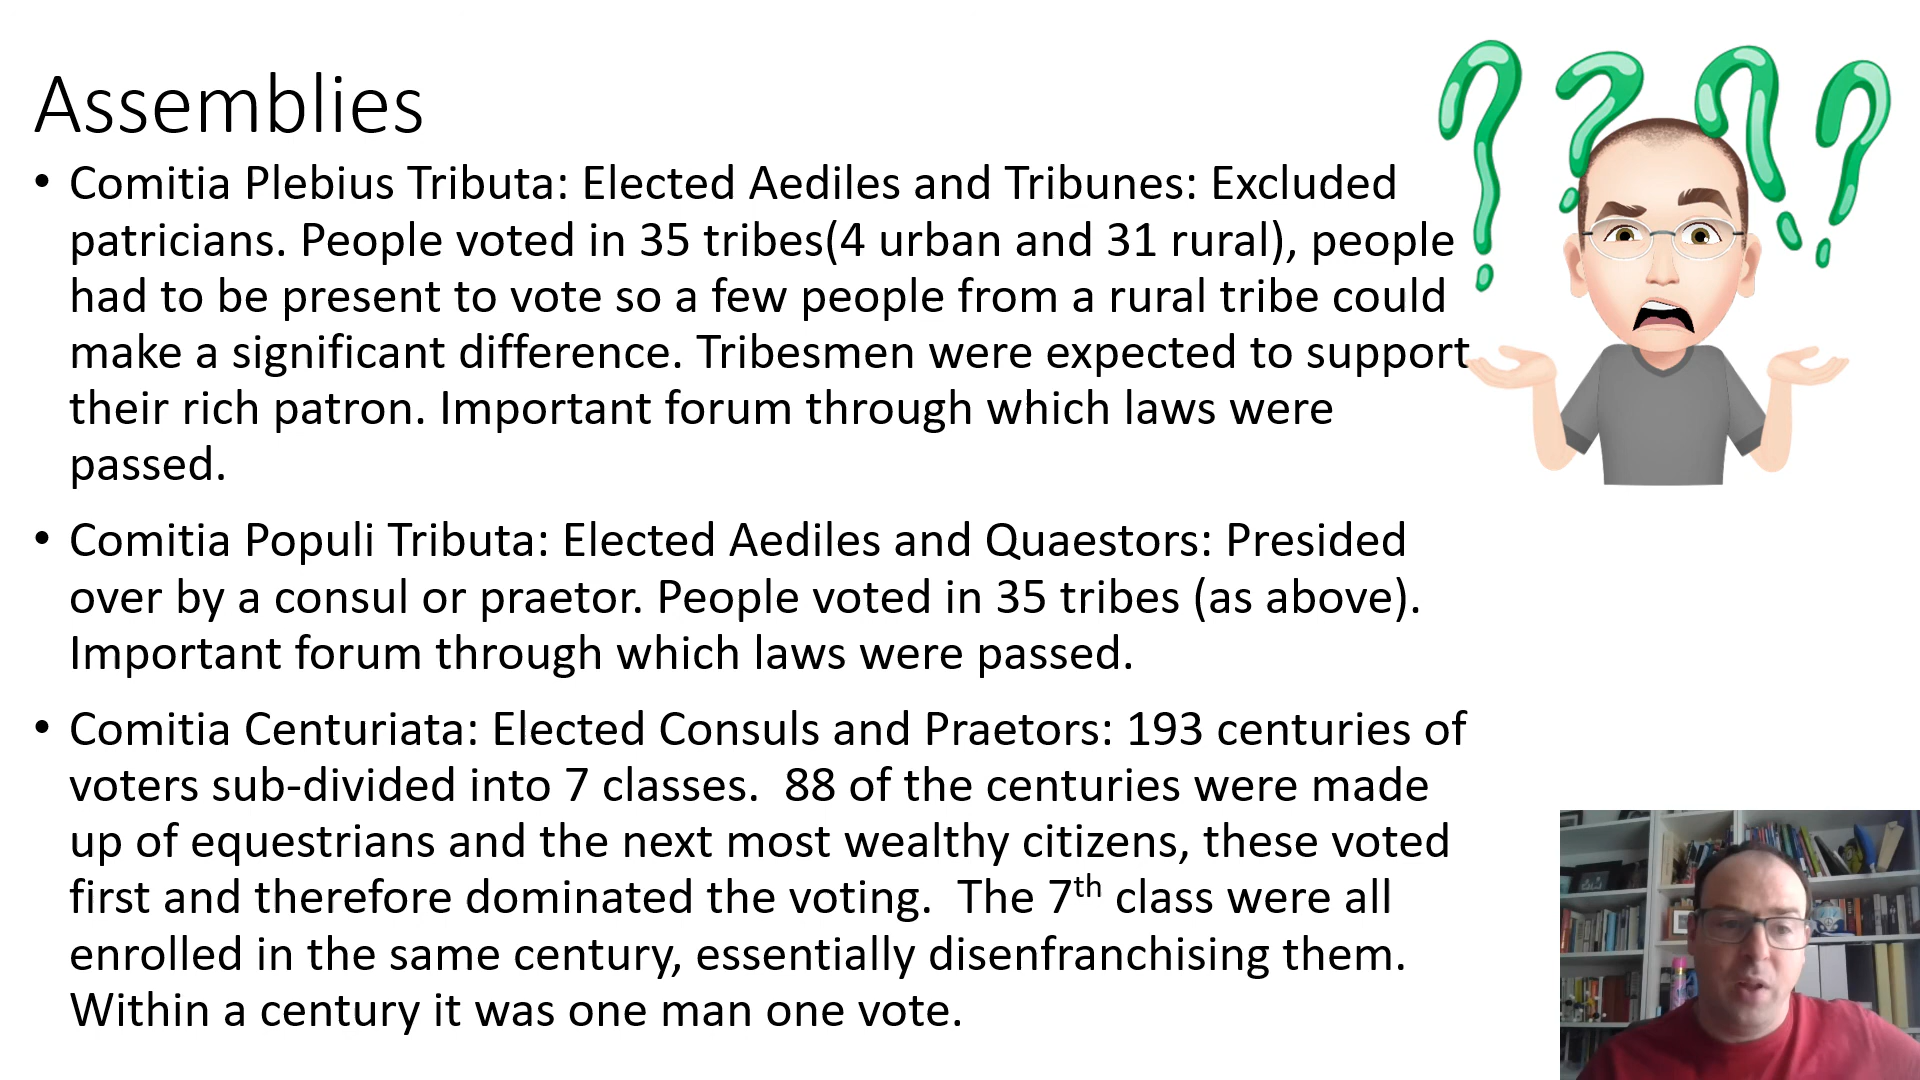 Assemblies
• Comitia Plebius Tributa: Elected Aediles and Tribunes: Excluded
patricians. People voted in 35 tribes(4 urban and 31 rural), people
had to be present to vote so a few people from a rural tribe could
make a significant difference. Tribesmen were expected to support
their rich patron. Important forum through which laws were
passed.
• Comitia Populi Tributa: Elected Aediles and Quaestors: Presided
over by a consul or praetor. People voted in 35 tribes (as above).
Important forum through which laws were passed.
• Comitia Centuriata: Elected Consuls and Praetors: 193 centuries of
voters sub-divided into 7 classes.  88 of the centuries were made
up of equestrians and the next most wealthy citizens, these voted
first and therefore dominated the voting.  The 7th class were all
enrolled in the same century, essentially disenfranchising them.
Within a century it was one man one vote.